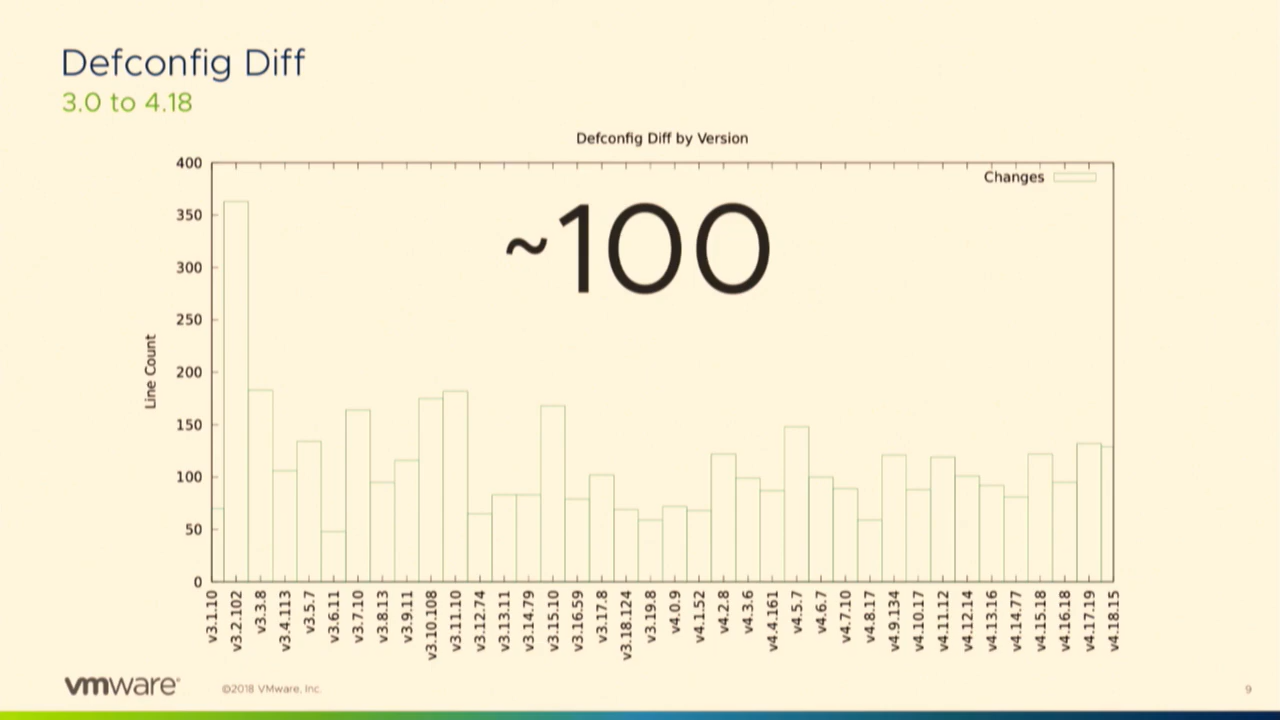 Defconfig Diff
3.0 to 4.18
Defconfig Diff by Version
400
350
300
250
200
150
100
50
0
Line Count
Changes
~100
v3.1.10
v3.2.102
v3.3.8
v3.4.113
v3.5.7
v3.6.11
v3.7.10
v3.8.13
v3.9.11
v3.10.108
v3.11.10
v3.12.74
v3.13.11
v3.14.79
v3.15.10
v3.16.59
v3.17.8
v3.18.124
v3.19.8
v4.0.9
v4.1.52
v4.2.8
v4.3.6
v4.4.161
v4.5.7
v4.6.7
v4.7.10
v4.8.17
v4.9.134
v4.10.17
v4.11.12
v4.12.14
v4.13.16
v4.14.77
v4.15.18
v4.16.18
v4.17.19
v4.18.15
vmware®
©2018 VMware, Inc.
9